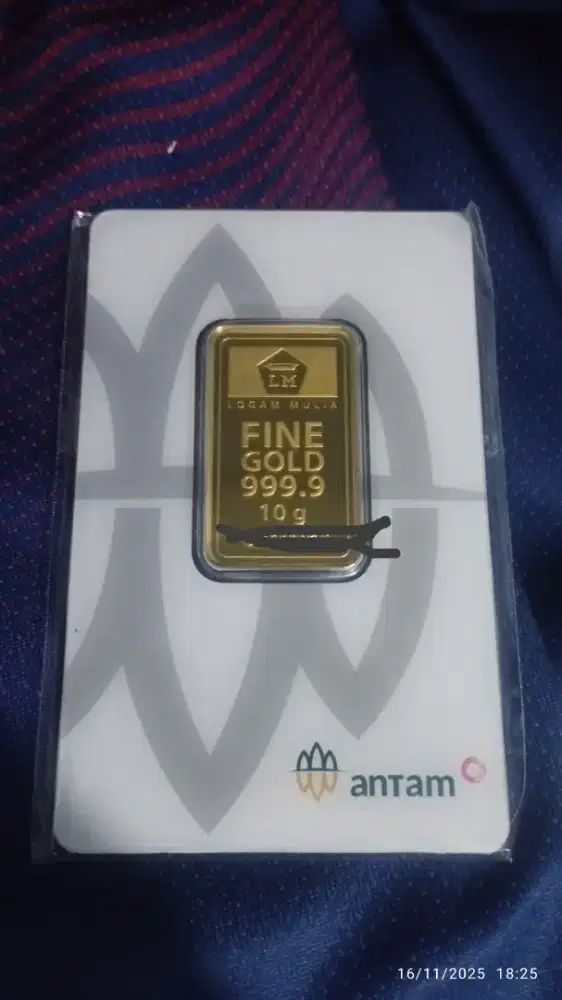 LM
LOGAM MULIA
FINE
GOLD
999.9
10 g
antam
16/11/2025 18:25